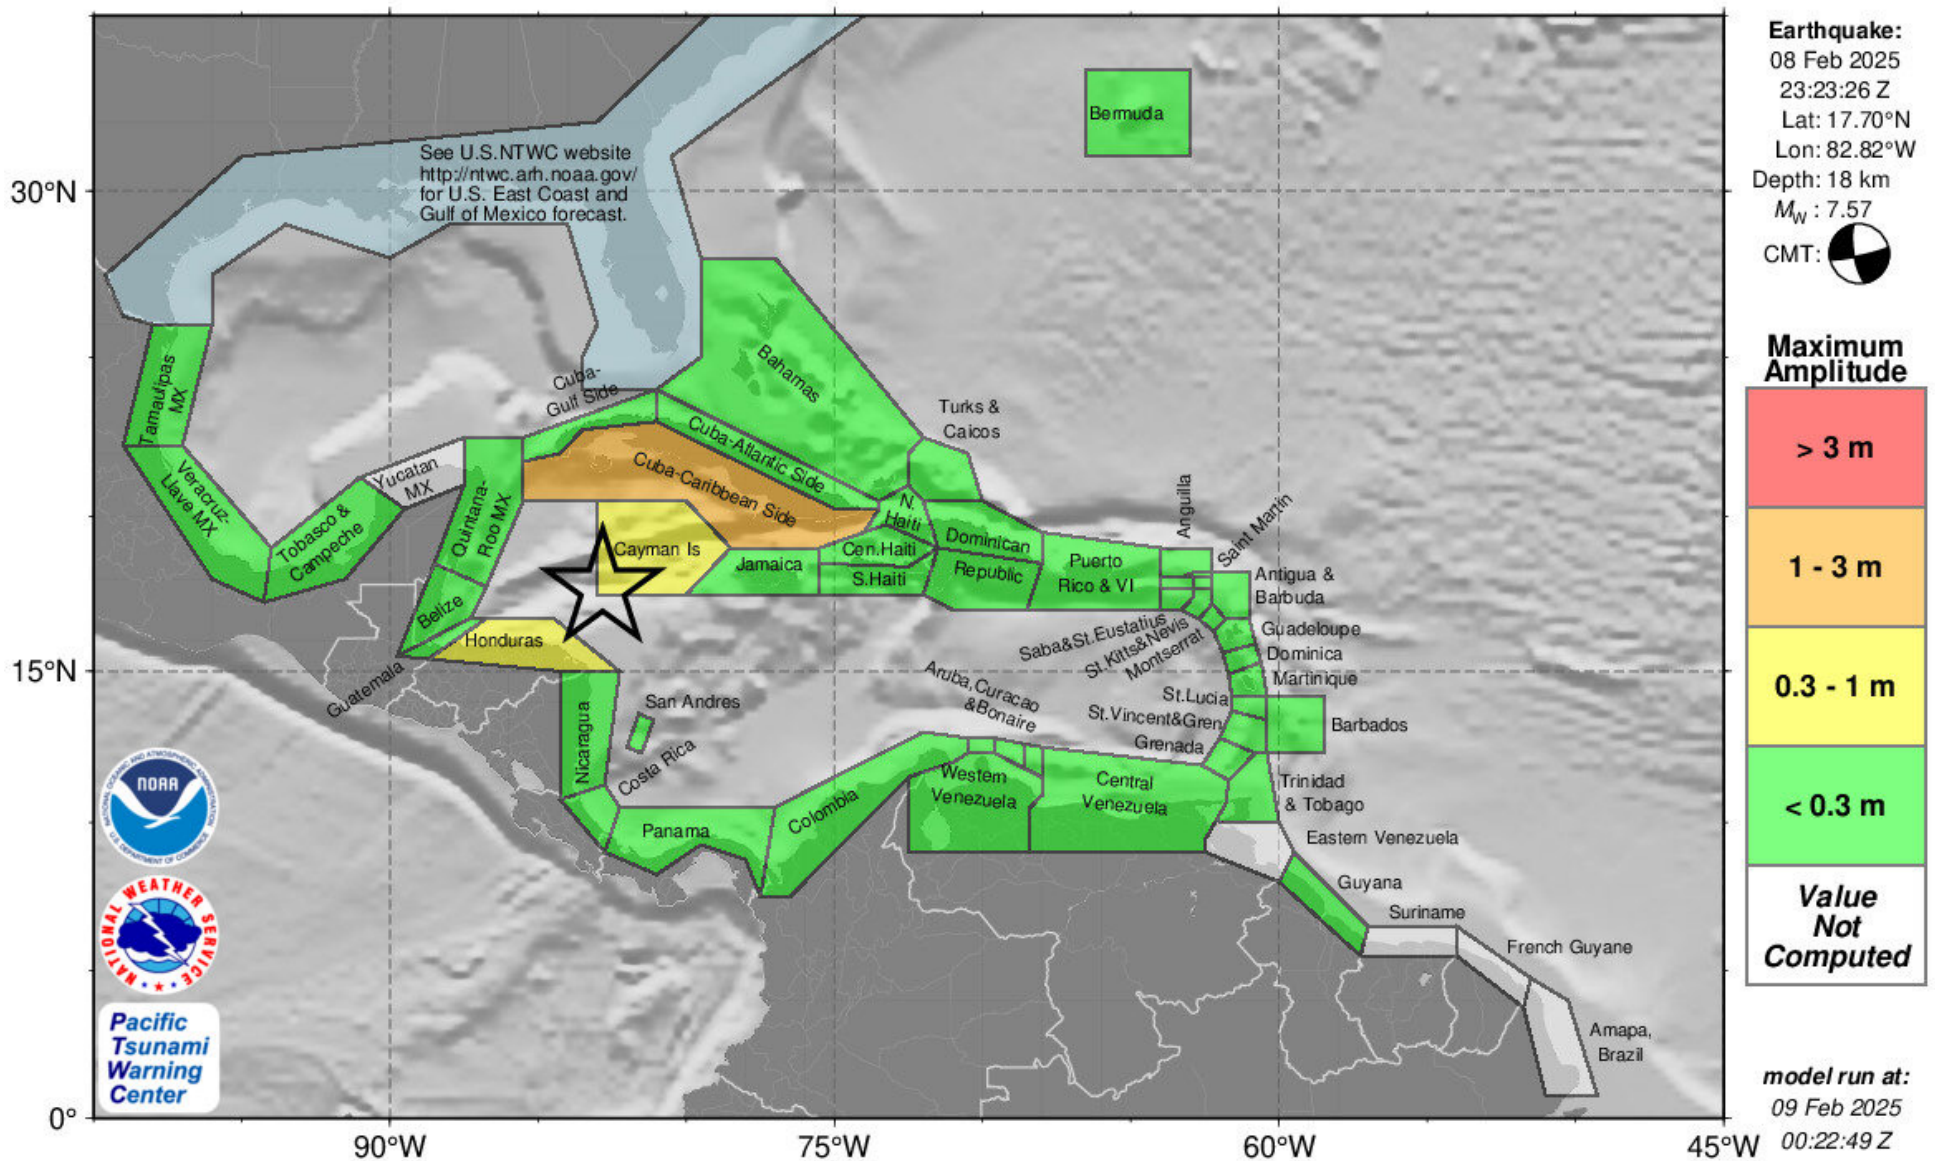 Earthquake:
08 Feb 2025
23:23:26 Z
Lat: 17.70°N
Lon: 82.82°W
Depth: 18 km
MW : 7.57
CMT:
Maximum
Amplitude
> 3 m
1 - 3 m
0.3 - 1 m
< 0.3 m
Value
Not
Computed
model run at:
09 Feb 2025
00:22:49 Z
30°N
15°N
0°
90°W
75°W
60°W
45°W
See U.S.NTWC website
http://ntwc.arh.noaa.gov/
for U.S. East Coast and
Gulf of Mexico forecast.
Bermuda
Bahamas
Turks &
Caicos
Cuba-
Gulf Side
Cuba-Atlantic Side
Cuba-Caribbean Side
Tamaulipas
MX
Veracruz-
Llave MX
Tobasco &
Campeche
Yucatan
MX
Quintana-
Roo MX
Belize
Honduras
Guatemala
Cayman Is
Jamaica
N.
Haiti
Cen.Haiti
S.Haiti
Dominican
Republic
Puerto
Rico & VI
Anguilla
Saint Martin
Antigua &
Barbuda
Saba&St.Eustatius
St.Kitts&Nevis
Montserrat
Guadeloupe
Dominica
Martinique
St.Lucia
St.Vincent&Gren
Barbados
Grenada
Aruba,Curacao
&Bonaire
San Andres
Nicaragua
Costa Rica
Panama
Colombia
Western
Venezuela
Central
Venezuela
Trinidad
& Tobago
Eastern Venezuela
Guyana
Suriname
French Guyane
Amapa,
Brazil
NATIONAL OCEANIC AND ATMOSPHERIC ADMINISTRATION
NOAA
U.S. DEPARTMENT OF COMMERCE
NATIONAL WEATHER SERVICE
Pacific
Tsunami
Warning
Center